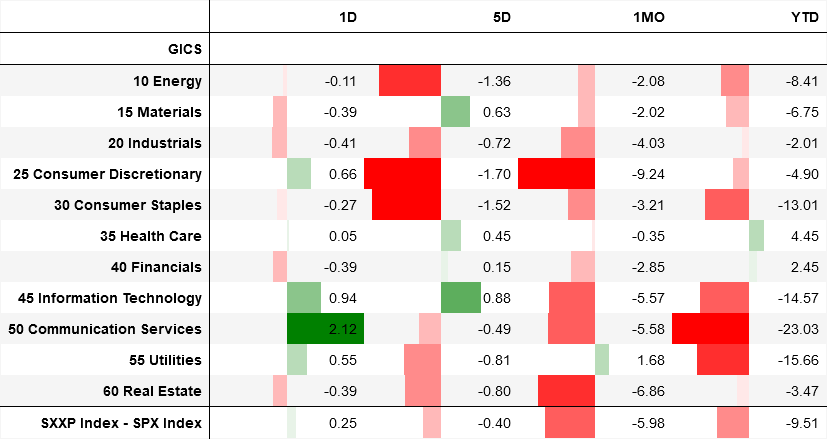 1D 5D 1MO YTD
GICS
10 Energy -0.11 -1.36 -2.08 -8.41
15 Materials -0.39 0.63 -2.02 -6.75
20 Industrials -0.41 -0.72 -4.03 -2.01
25 Consumer Discretionary 0.66 -1.70 -9.24 -4.90
30 Consumer Staples -0.27 -1.52 -3.21 -13.01
35 Health Care 0.05 0.45 -0.35 4.45
40 Financials -0.39 0.15 -2.85 2.45
45 Information Technology 0.94 0.88 -5.57 -14.57
50 Communication Services 2.12 -0.49 -5.58 -23.03
55 Utilities 0.55 -0.81 1.68 -15.66
60 Real Estate -0.39 -0.80 -6.86 -3.47
SXXP Index - SPX Index 0.25 -0.40 -5.98 -9.51